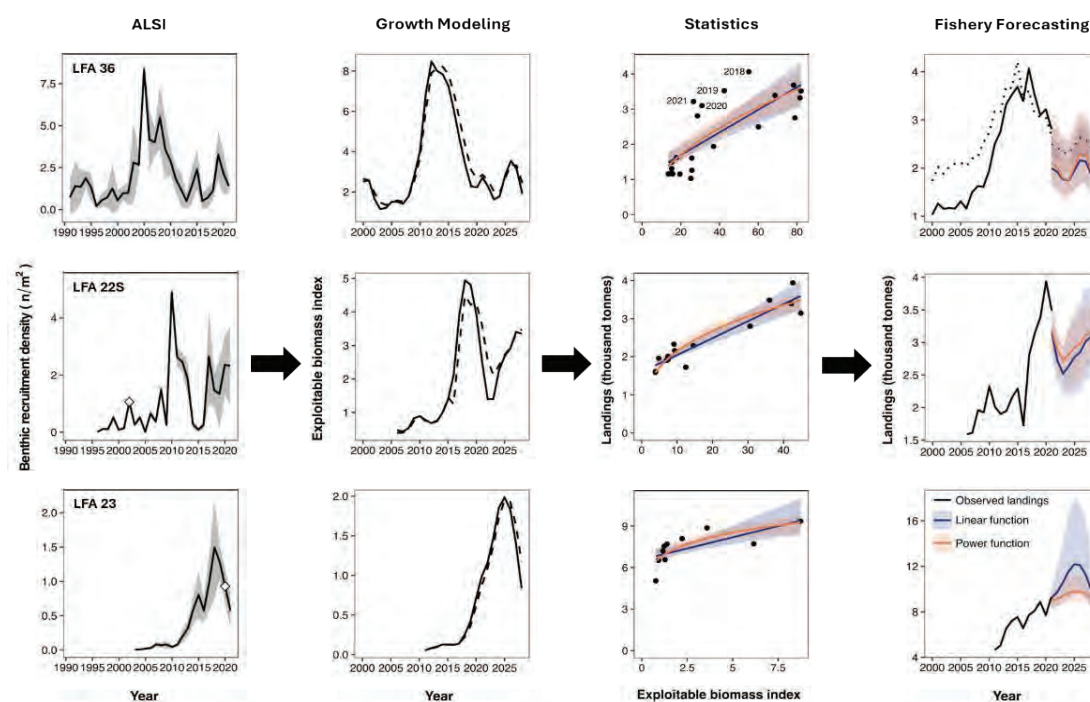 ALSI
Growth Modeling
Statistics
Fishery Forecasting
LFA 36
7.5
5.0
2.5
0.0
1990 1995 2000 2005 2010 2015 2020
8
6
4
2
2000 2005 2010 2015 2020 2025
4
3
2
1
0
2018
2019
2021
2020
0 20 40 60 80
4
3
2
1
2000 2005 2010 2015 2020 2025
Benthic recruitment density (n/m²)
LFA 22S
4
2
0
1990 1995 2000 2005 2010 2015 2020
Exploitable biomass index
5
4
3
2
1
2000 2005 2010 2015 2020 2025
Landings (thousand tonnes)
4
3
2
1
0
0 10 20 30 40
Landings (thousand tonnes)
4.0
3.5
3.0
2.5
2.0
1.5
2000 2005 2010 2015 2020 2025
LFA 23
2.0
1.5
1.0
0.5
0.0
1990 1995 2000 2005 2010 2015 2020
Year
2.0
1.5
1.0
0.5
0.0
2000 2005 2010 2015 2020 2025
Year
9
6
3
0
0 2.5 5 7.5
Exploitable biomass index
Observed landings
Linear function
Power function
16
12
8
4
2000 2005 2010 2015 2020 2025
Year